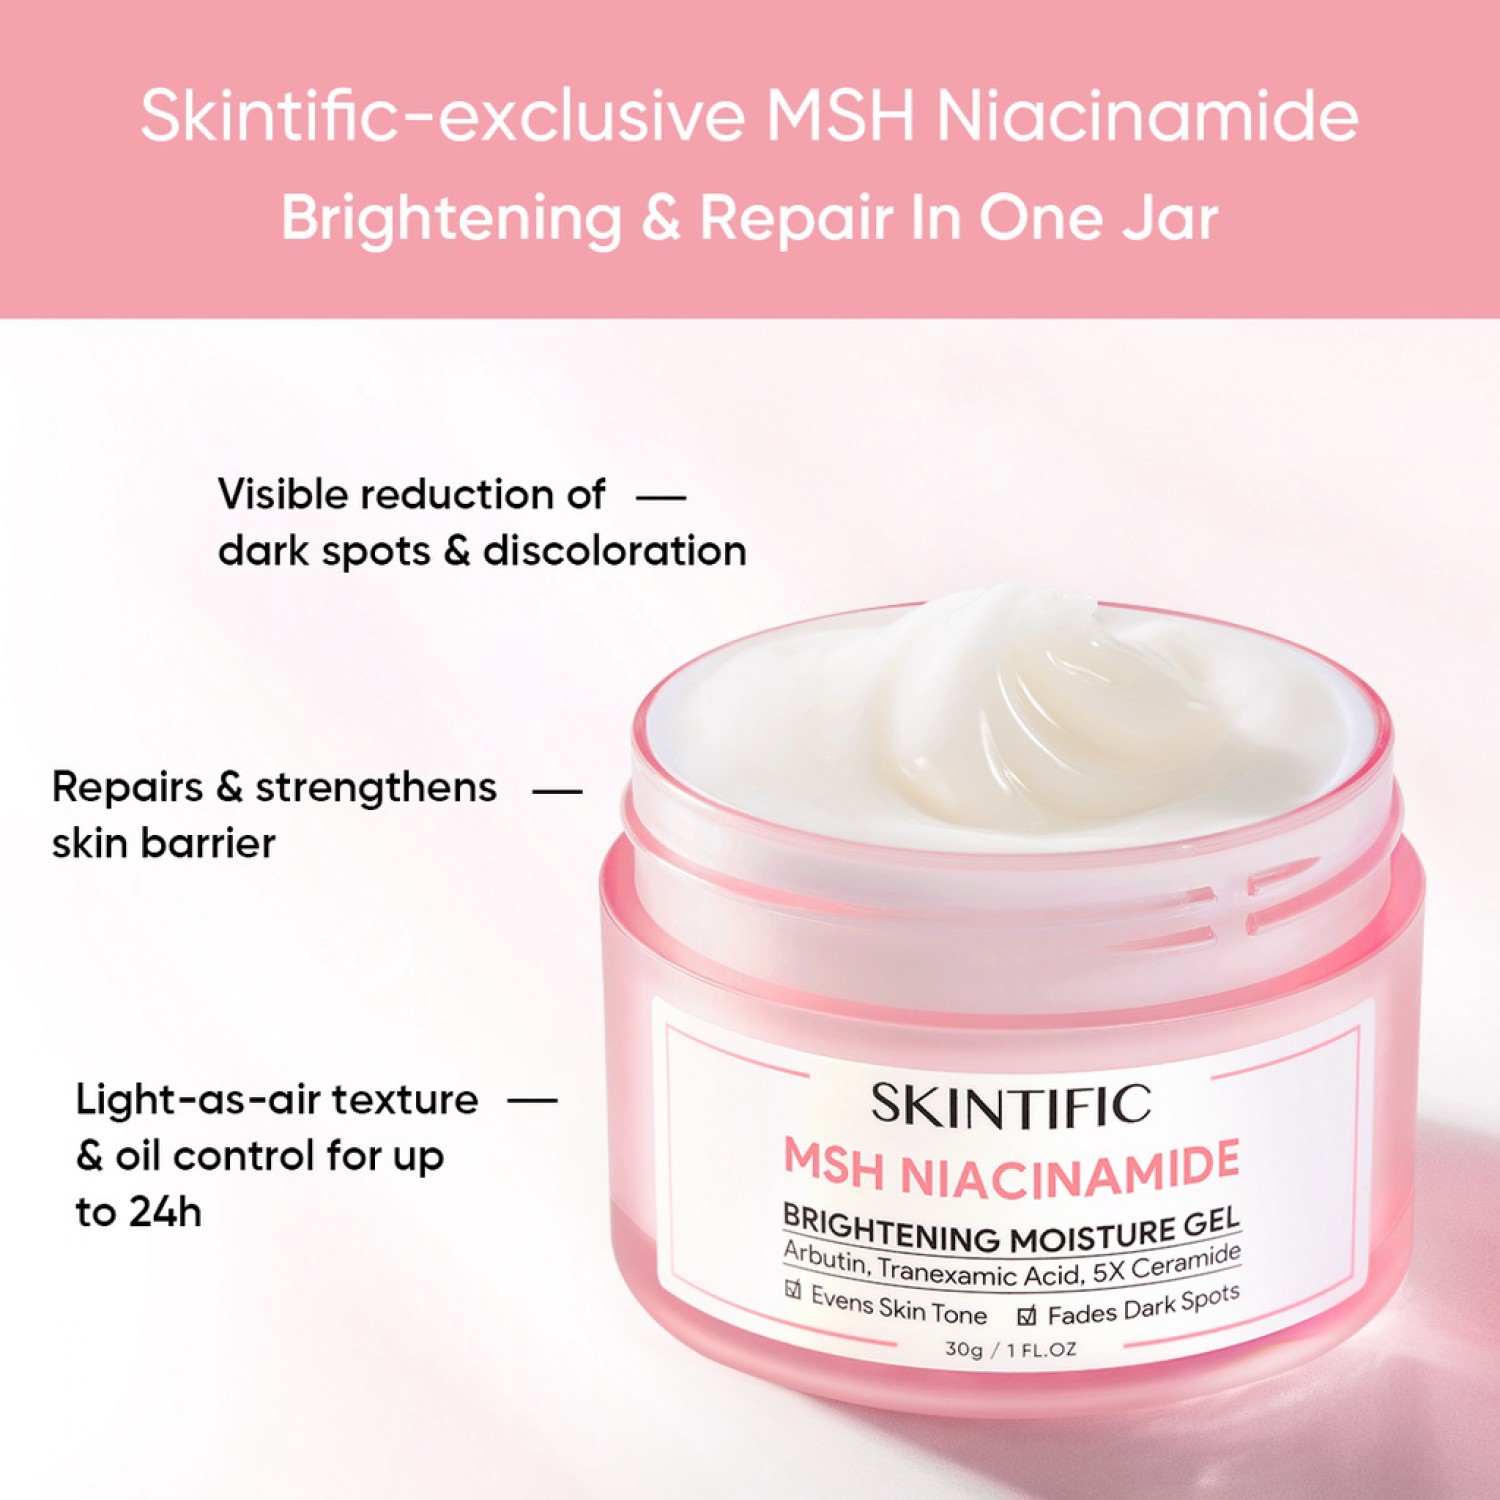 Skintific-exclusive MSH Niacinamide
Brightening & Repair In One Jar
Visible reduction of
dark spots & discoloration
Repairs & strengthens
skin barrier
Light-as-air texture
& oil control for up
to 24h
SKINTIFIC
MSH NIACINAMIDE
BRIGHTENING MOISTURE GEL
Arbutin, Tranexamic Acid, 5X Ceramide
☑ Evens Skin Tone ☑ Fades Dark Spots
30g / 1 FL.OZ